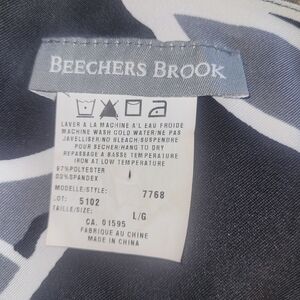 BEECHERS BROOK
LAVER A LA MACHINE A'L EAU FROIDE
MACHINE WASH COLD WATER/NE PAS
JAVELLISER/NO BLEACH/SUSPENDRE
POUR SECHER/HANG TO DRY
REPASSAGE A BASSE TEMPERATURE
IRON AT LOW TEMPERATURE
97%POLYESTER
03%SPANDEX
MODELLE/STYLE: 7768
LOT: 5102
TAILLE/SIZE: L/G
CA. 01595
FABRIQUE AU CHINE
MADE IN CHINA